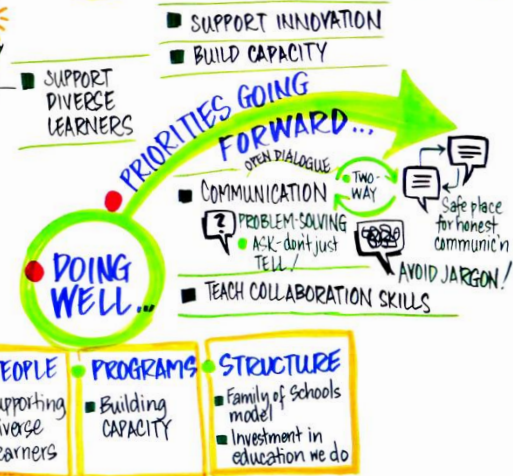 SUPPORT INNOVATION
BUILD CAPACITY
SUPPORT
DIVERSE
LEARNERS
PRIORITIES GOING
FORWARD...
OPEN DIALOGUE
COMMUNICATION
TWO-
WAY
Safe place
for honest
communic'n
?
PROBLEM-SOLVING
ASK-don't just
TELL!
AVOID JARGON!
TEACH COLLABORATION SKILLS
DOING
WELL...
EOPLE
upporting
iverse
earners
PROGRAMS
Building
CAPACITY
STRUCTURE
Family of Schools
model
Investment in
education we do